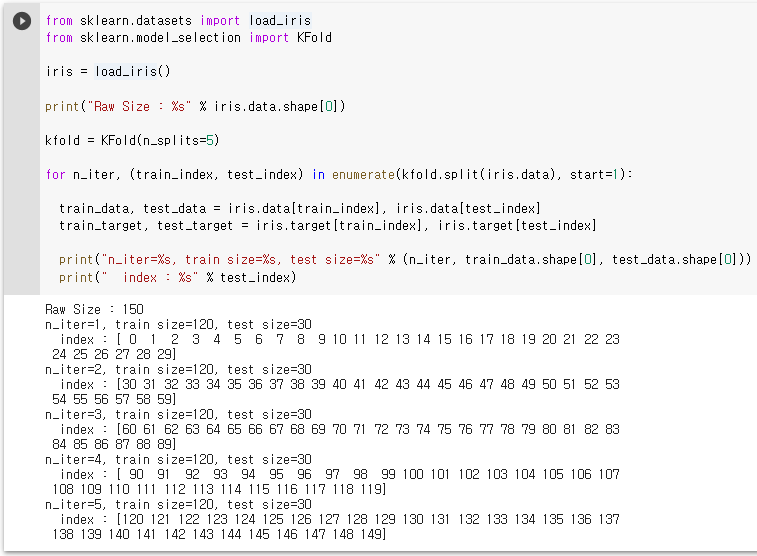 from sklearn.datasets import load_iris
from sklearn.model_selection import KFold
iris = load_iris()
print("Raw Size : %s" % iris.data.shape[0])
kfold = KFold(n_splits=5)
for n_iter, (train_index, test_index) in enumerate(kfold.split(iris.data), start=1):
  train_data, test_data = iris.data[train_index], iris.data[test_index]
  train_target, test_target = iris.target[train_index], iris.target[test_index]
  print("n_iter=%s, train size=%s, test size=%s" % (n_iter, train_data.shape[0], test_data.shape[0]))
  print("  index : %s" % test_index)
Raw Size : 150
n_iter=1, train size=120, test size=30
  index : [ 0  1  2  3  4  5  6  7  8  9 10 11 12 13 14 15 16 17 18 19 20 21 22 23
 24 25 26 27 28 29]
n_iter=2, train size=120, test size=30
  index : [30 31 32 33 34 35 36 37 38 39 40 41 42 43 44 45 46 47 48 49 50 51 52 53
 54 55 56 57 58 59]
n_iter=3, train size=120, test size=30
  index : [60 61 62 63 64 65 66 67 68 69 70 71 72 73 74 75 76 77 78 79 80 81 82 83
 84 85 86 87 88 89]
n_iter=4, train size=120, test size=30
  index : [ 90  91  92  93  94  95  96  97  98  99 100 101 102 103 104 105 106 107
 108 109 110 111 112 113 114 115 116 117 118 119]
n_iter=5, train size=120, test size=30
  index : [120 121 122 123 124 125 126 127 128 129 130 131 132 133 134 135 136 137
 138 139 140 141 142 143 144 145 146 147 148 149]